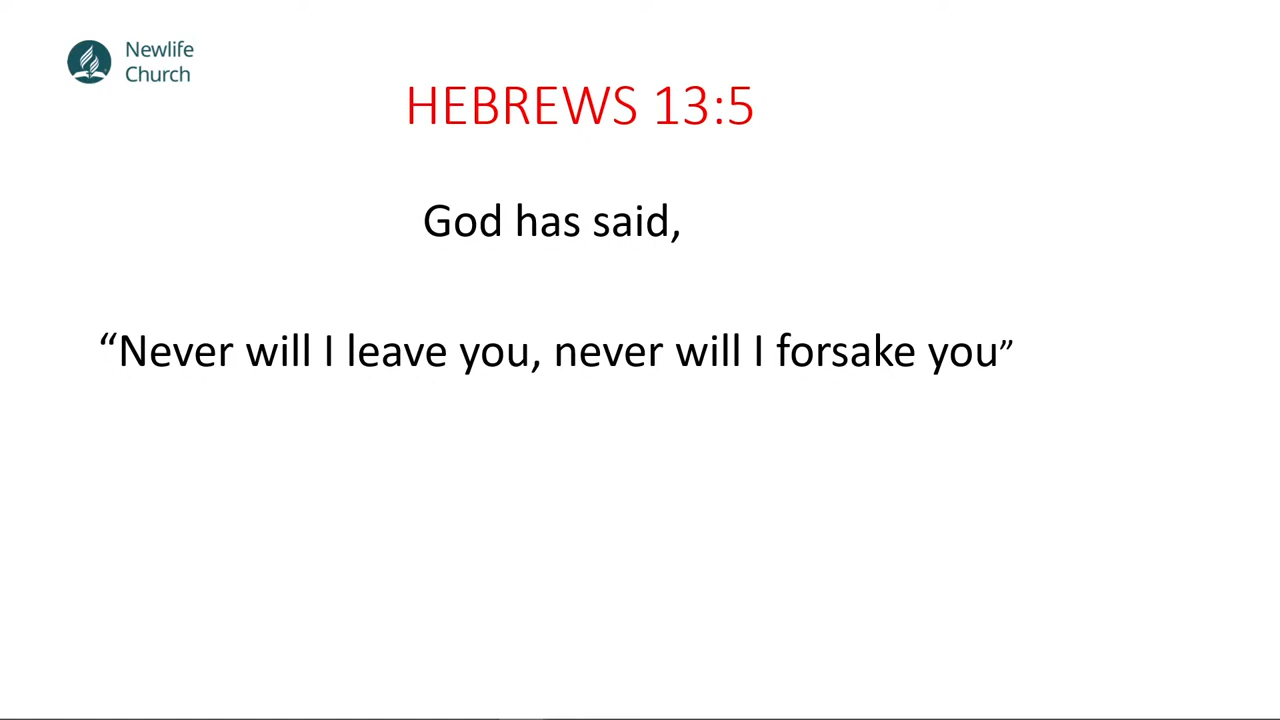 Newlife
Church
HEBREWS 13:5
God has said,
“Never will I leave you, never will I forsake you”